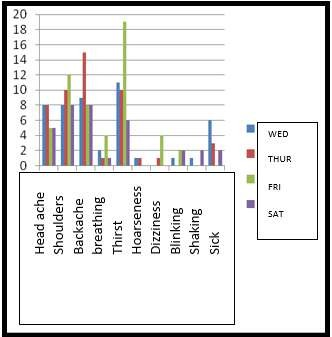 20
18
16
14
12
10
8
6
4
2
0
Head ache
Shoulders
Backache
breathing
Thirst
Hoarseness
Dizziness
Blinking
Shaking
Sick
WED
THUR
FRI
SAT